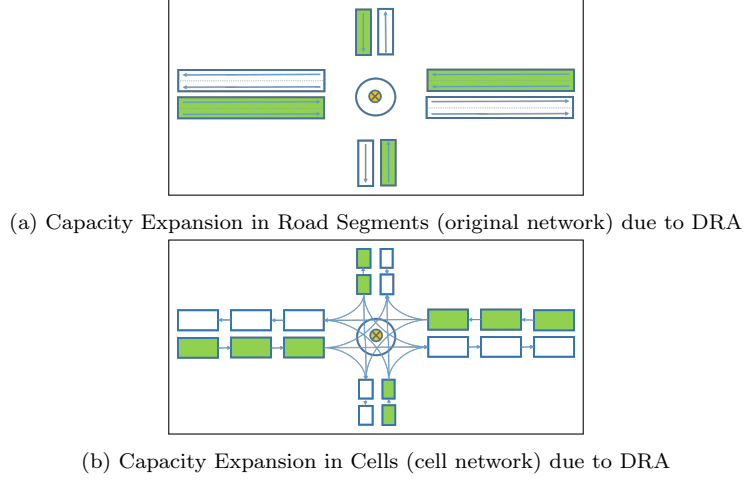 (a) Capacity Expansion in Road Segments (original network) due to DRA
(b) Capacity Expansion in Cells (cell network) due to DRA